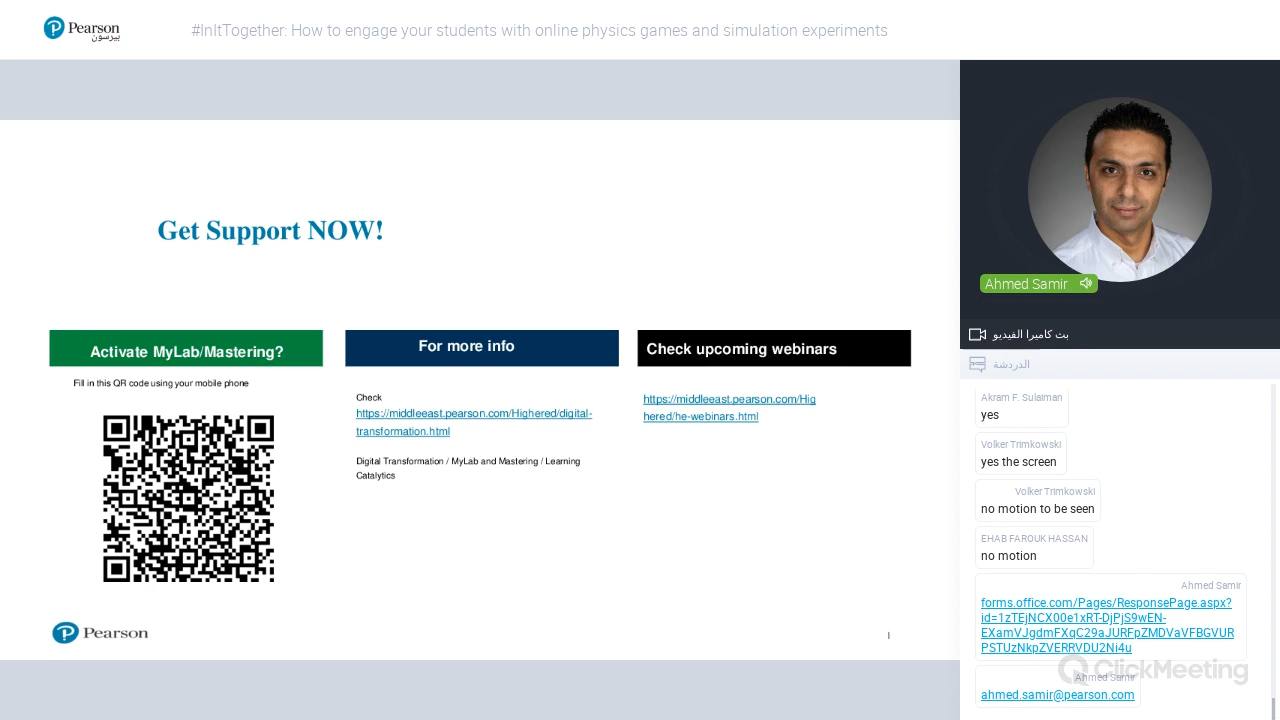 Pearson
بيرسون
#InItTogether: How to engage your students with online physics games and simulation experiments
Get Support NOW!
Activate MyLab/Mastering?
Fill in this QR code using your mobile phone
For more info
Check
https://middleeast.pearson.com/Highered/digital-
transformation.html
Digital Transformation / MyLab and Mastering / Learning
Catalytics
Check upcoming webinars
https://middleeast.pearson.com/Hig
hered/he-webinars.html
Pearson
Ahmed Samir
بث كاميرا الفيديو
الدردشة
Akram F. Sulaiman
yes
Volker Trimkowski
yes the screen
Volker Trimkowski
no motion to be seen
EHAB FAROUK HASSAN
no motion
Ahmed Samir
forms.office.com/Pages/ResponsePage.aspx?
id=1zTEjNCX00e1xRT-DjPjS9wEN-
EXamVJgdmFXqC29aJURFpZMDVaVFBGVUR
PSTUzNkpZVERRVDU2Ni4u
ClickMeeting
Ahmed Samir
ahmed.samir@pearson.com